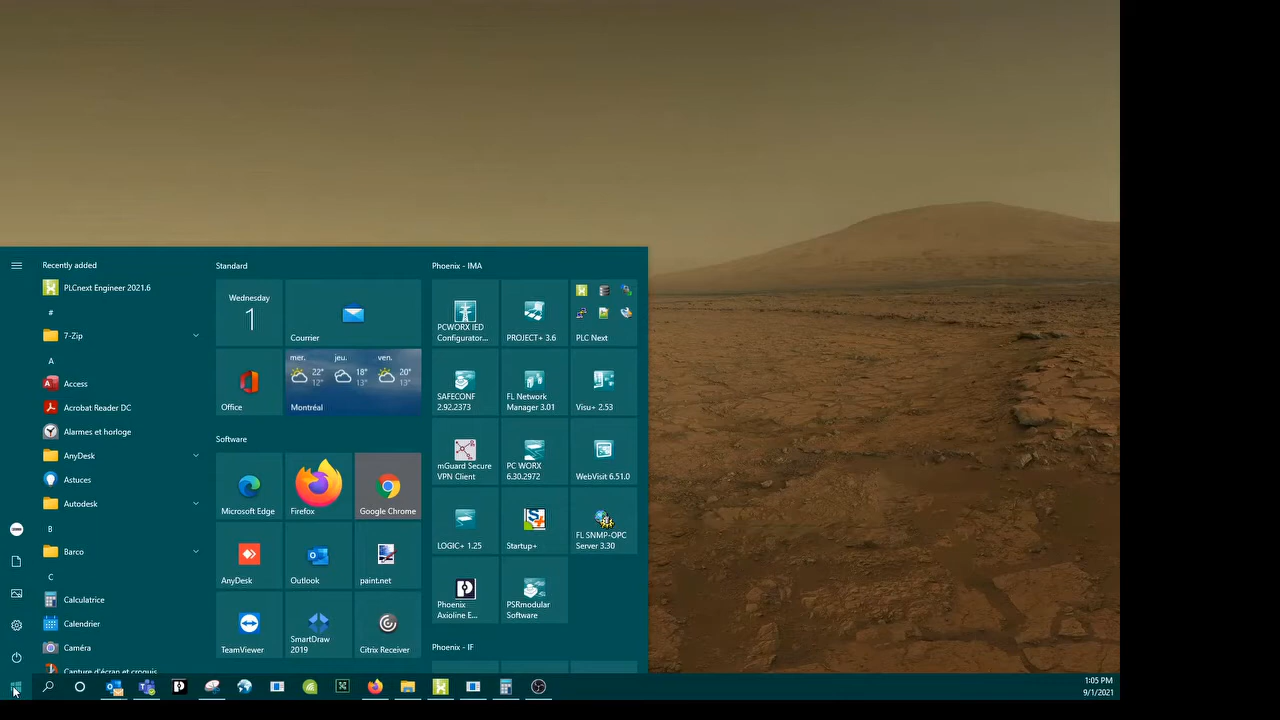 Recently added
PLCnext Engineer 2021.6
#
7-Zip
A
Access
Acrobat Reader DC
Alarmes et horloge
AnyDesk
Astuces
Autodesk
B
Barco
C
Calculatrice
Calendrier
Caméra
Capture d'écran et croquis
Standard
Wednesday
1
Courrier
Office
mer. jeu. ven.
22° 18° 20°
12° 13° 13°
Montréal
Software
Microsoft Edge
Firefox
Google Chrome
AnyDesk
Outlook
paint.net
TeamViewer
SmartDraw
2019
Citrix Receiver
Phoenix - IMA
PCWORX IED
Configurator...
PROJECT+ 3.6
PLC Next
SAFECONF
2.92.2373
FL Network
Manager 3.01
Visu+ 2.53
mGuard Secure
VPN Client
PC WORX
6.30.2972
WebVisit 6.51.0
LOGIC+ 1.25
Startup+
FL SNMP-OPC
Server 3.30
Phoenix
Axioline E...
PSRmodular
Software
Phoenix - IF
1:05 PM
9/1/2021